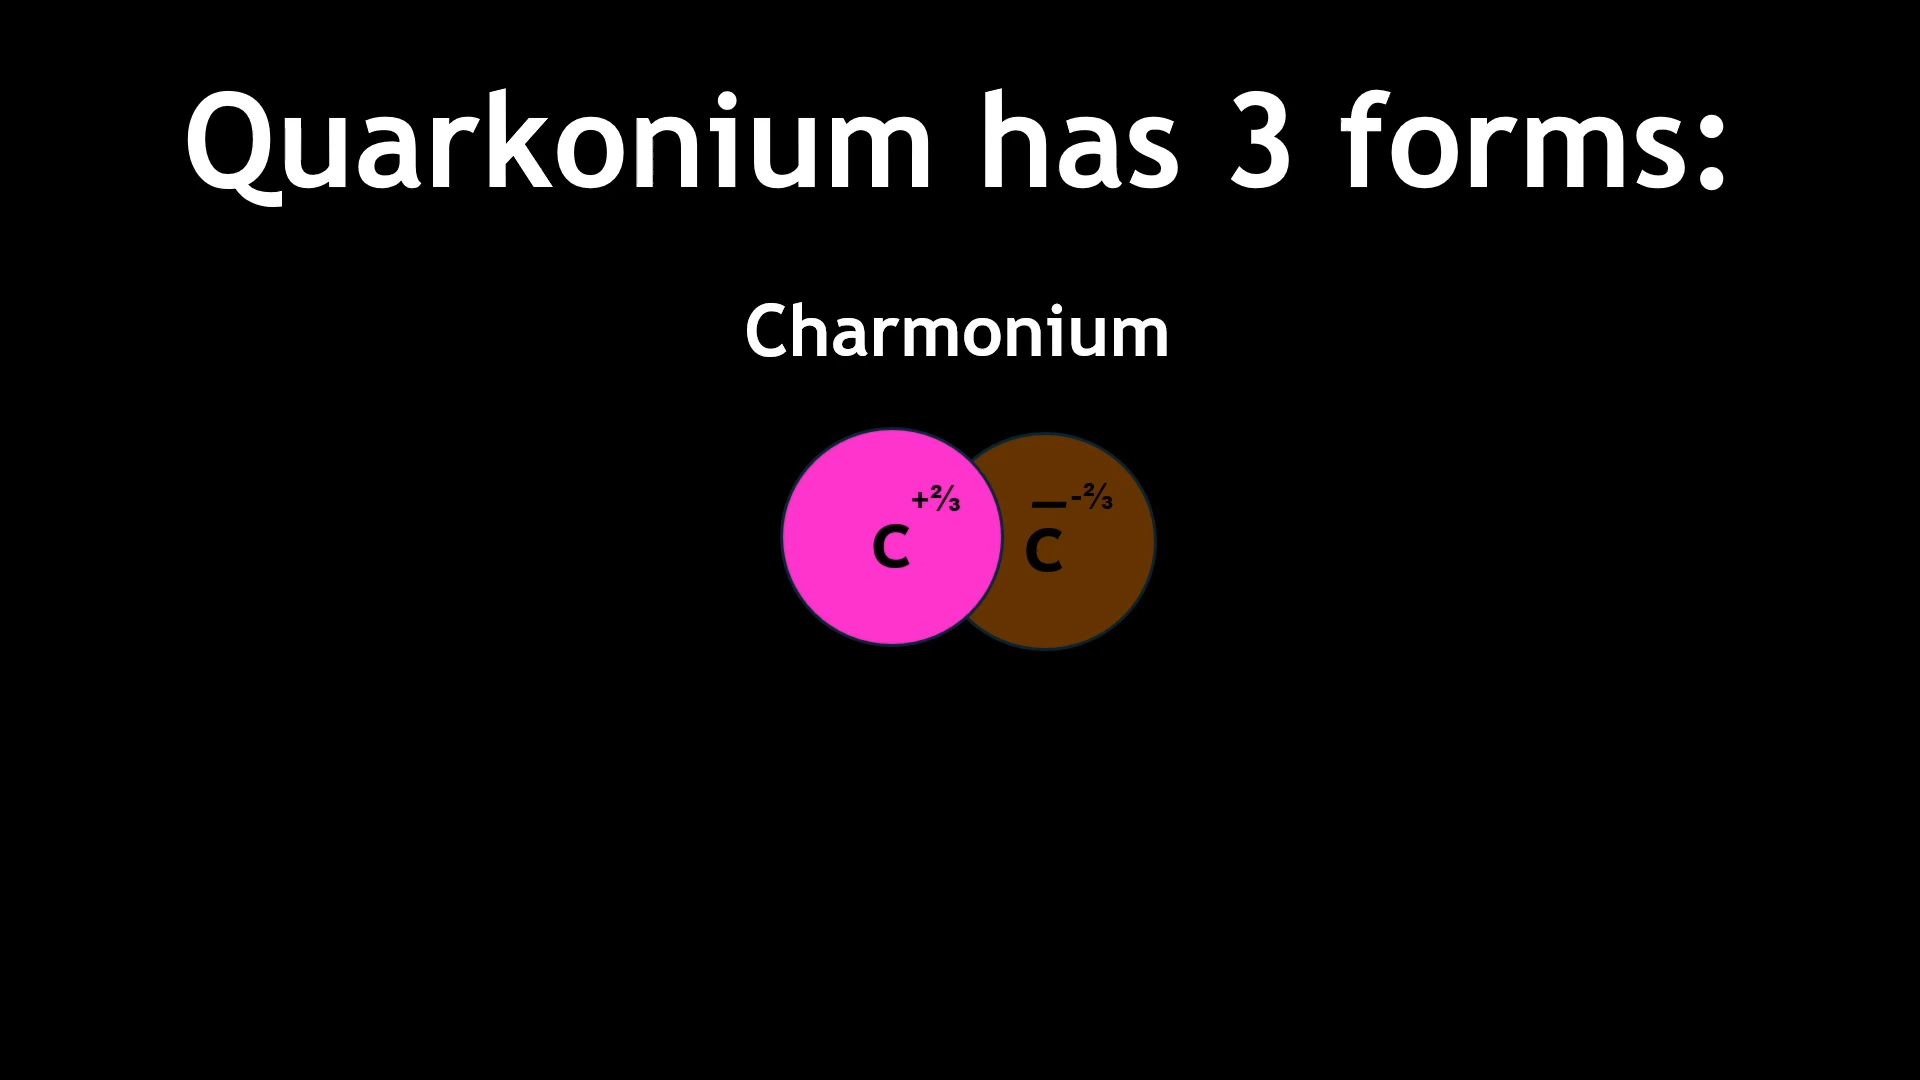 Quarkonium has 3 forms:
Charmonium
+⅔ -⅔
c c̅